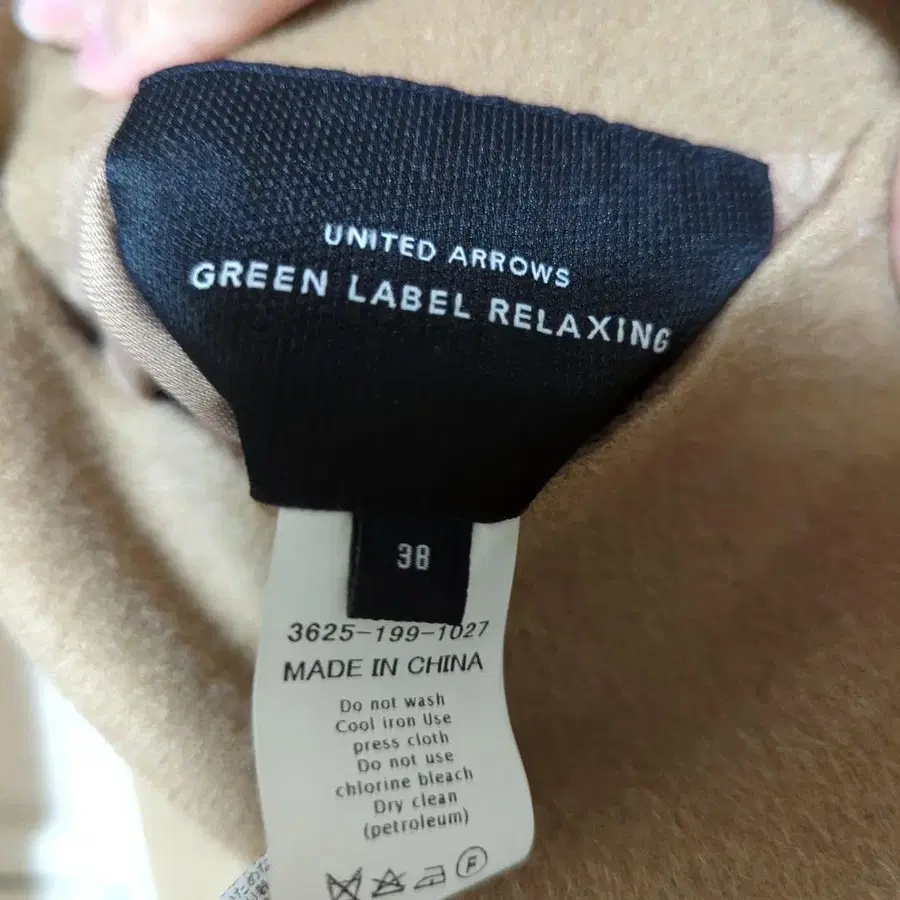 UNITED ARROWS
GREEN LABEL RELAXING
38
3625-199-1027
MADE IN CHINA
Do not wash
Cool iron Use
press cloth
Do not use
chlorine bleach
Dry clean
(petroleum)
F